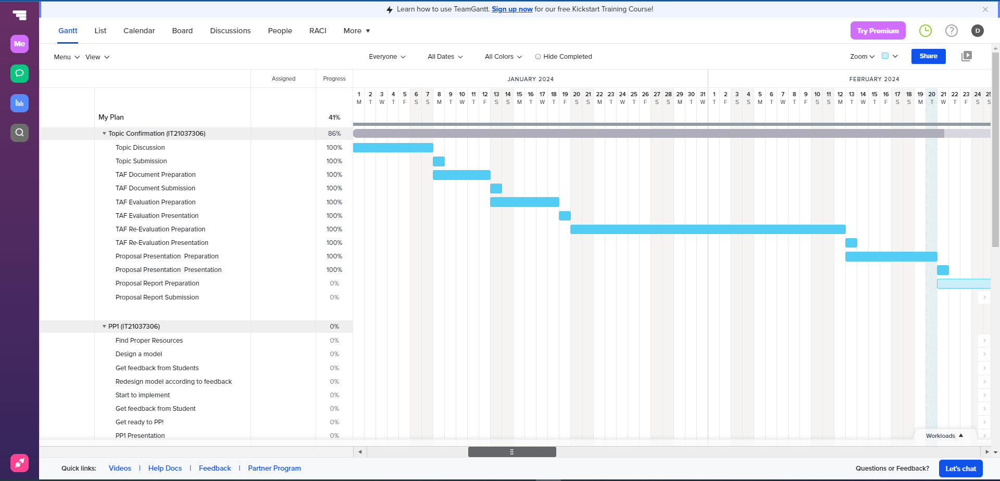 Learn how to use TeamGantt. Sign up now for our free Kickstart Training Course!
Me
Gantt List Calendar Board Discussions People RACI More
Try Premium ? D
Menu View Everyone All Dates All Colors Hide Completed Zoom Share
Assigned Progress JANUARY 2024 FEBRUARY 2024
1 2 3 4 5 6 7 8 9 10 11 12 13 14 15 16 17 18 19 20 21 22 23 24 25 26 27 28 29 30 31 1 2 3 4 5 6 7 8 9 10 11 12 13 14 15 16 17 18 19 20 21 22 23 24 25
M T W T F S S M T W T F S S M T W T F S S M T W T F S S M T W T F S S M T W T F S S M T W T F S S M T W T F S S
My Plan 41%
Topic Confirmation (IT21037306) 86%
Topic Discussion 100%
Topic Submission 100%
TAF Document Preparation 100%
TAF Document Submission 100%
TAF Evaluation Preparation 100%
TAF Evaluation Presentation 100%
TAF Re-Evaluation Preparation 100%
TAF Re-Evaluation Presentation 100%
Proposal Presentation Preparation 100%
Proposal Presentation Presentation 100%
Proposal Report Preparation 0%
Proposal Report Submission 0%
PP1 (IT21037306) 0%
Find Proper Resources 0%
Design a model 0%
Get feedback from Students 0%
Redesign model according to feedback 0%
Start to implement 0%
Get feedback from Student 0%
Get ready to PP! 0%
PP1 Presentation 0%
Workloads
Quick links: Videos | Help Docs | Feedback | Partner Program Questions or Feedback? Let's chat